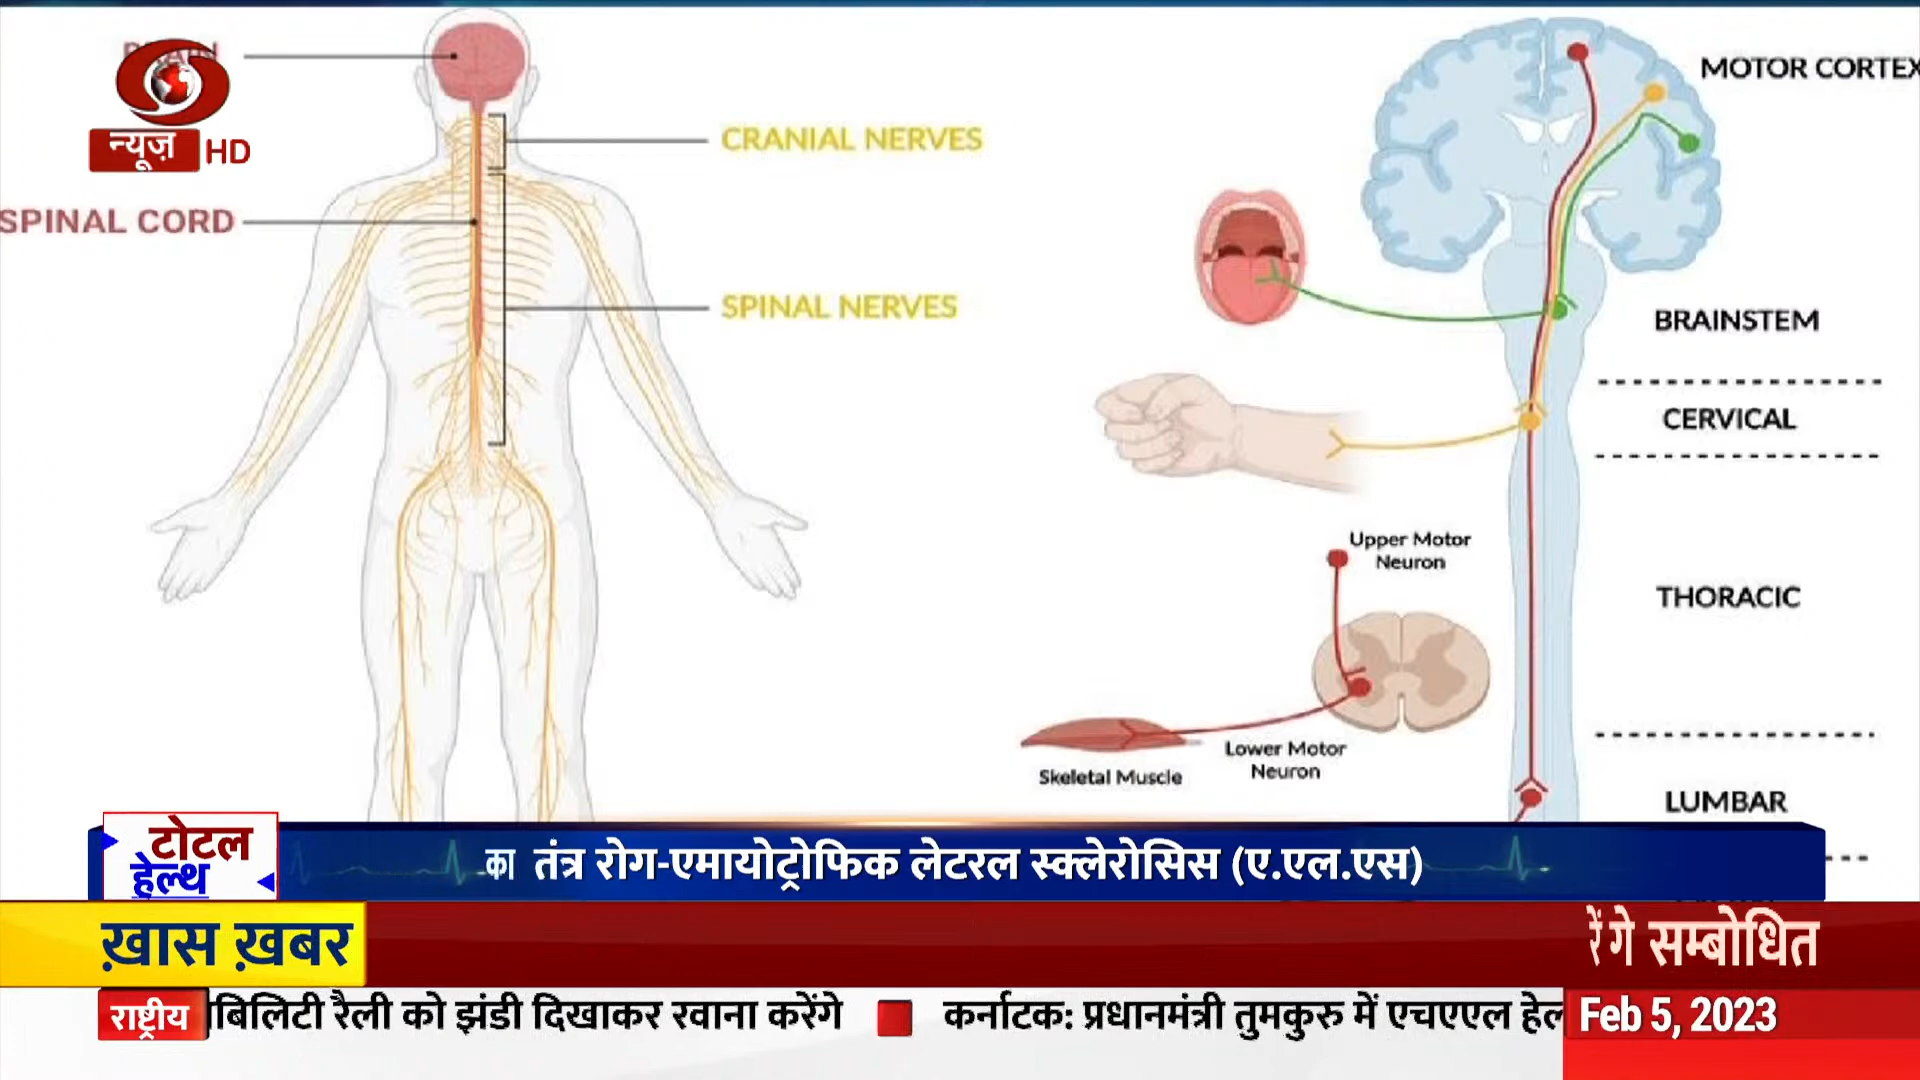 BRAIN
न्यूज़ HD
SPINAL CORD
CRANIAL NERVES
SPINAL NERVES
MOTOR CORTEX
BRAINSTEM
CERVICAL
THORACIC
LUMBAR
Upper Motor
Neuron
Lower Motor
Neuron
Skeletal Muscle
टोटल
हेल्थ
का तंत्र रोग-एमायोट्रोफिक लेटरल स्क्लेरोसिस (ए.एल.एस)
ख़ास ख़बर
रेंगे सम्बोधित
राष्ट्रीय
बिलिटी रैली को झंडी दिखाकर रवाना करेंगे
कर्नाटक: प्रधानमंत्री तुमकुरु में एचएएल हेल
Feb 5, 2023